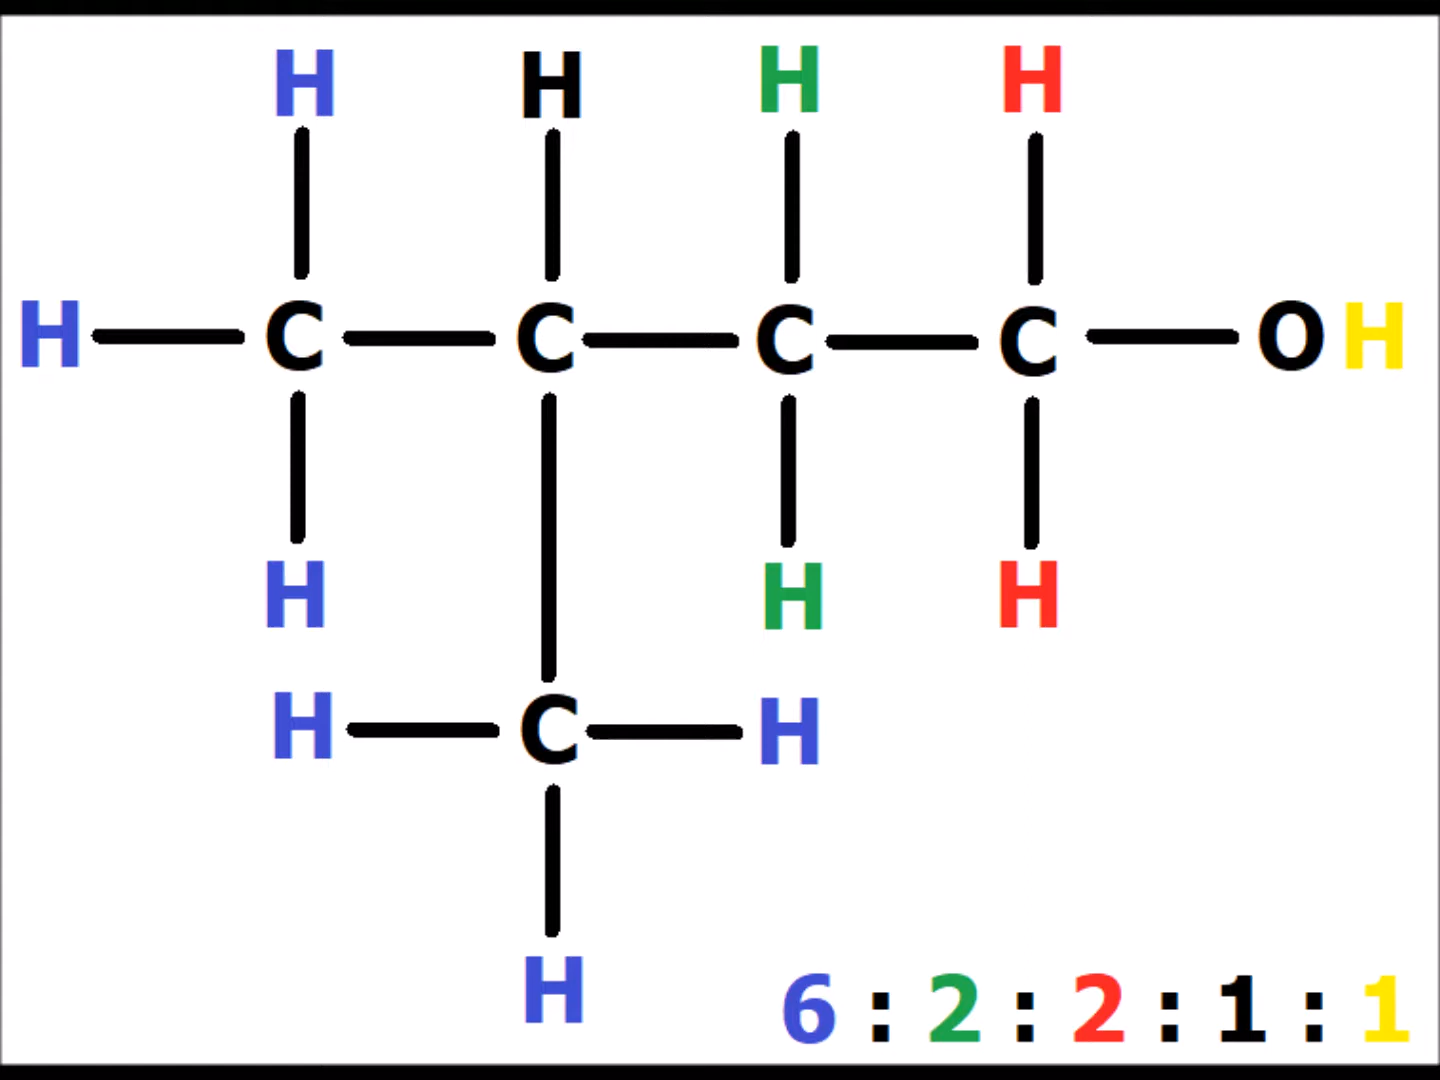 H H H H
H C C C C OH
H H H
H C H
H
6 : 2 : 2 : 1 : 1